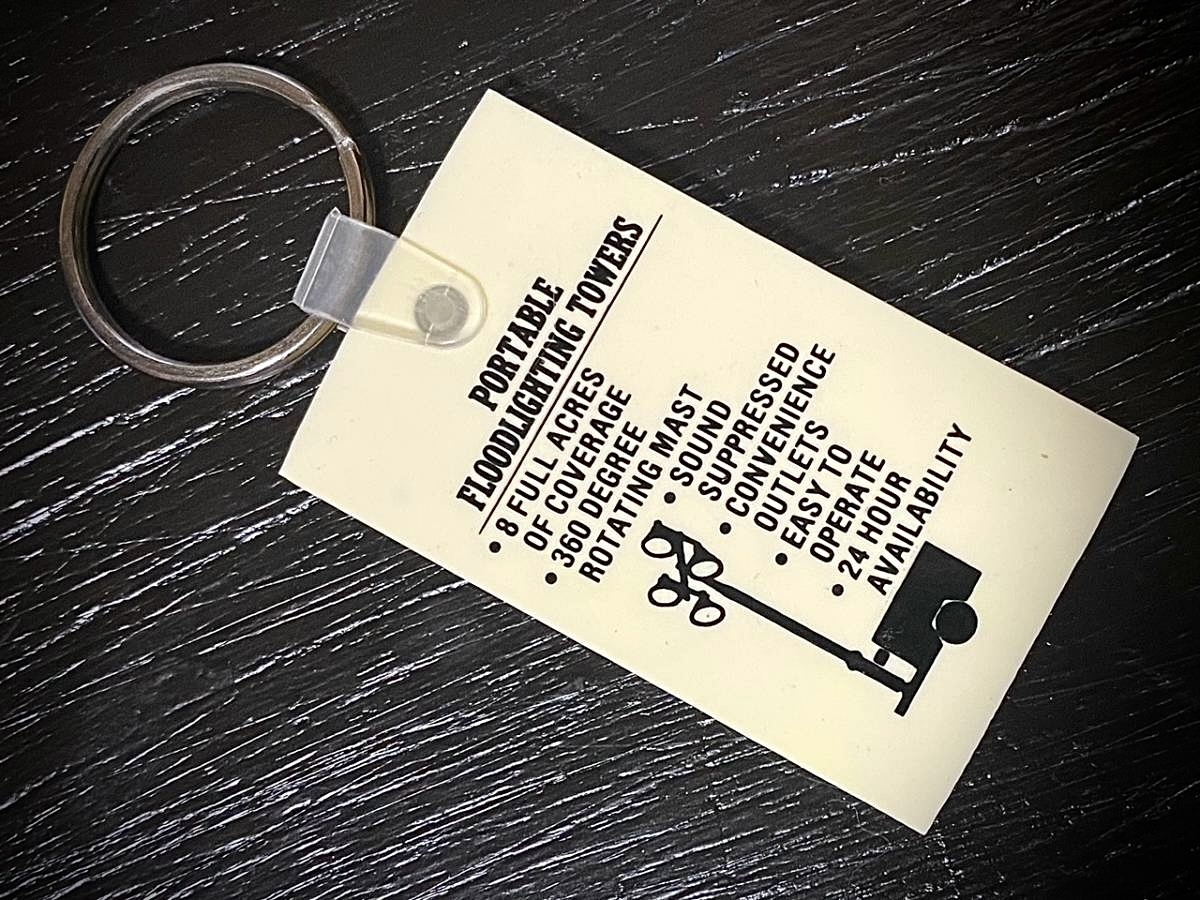 PORTABLE
FLOODLIGHTING TOWERS
• 8 FULL ACRES
OF COVERAGE
• 360 DEGREE
ROTATING MAST
• SOUND
SUPPRESSED
• CONVENIENCE
OUTLETS
• EASY TO
OPERATE
• 24 HOUR
AVAILABILITY